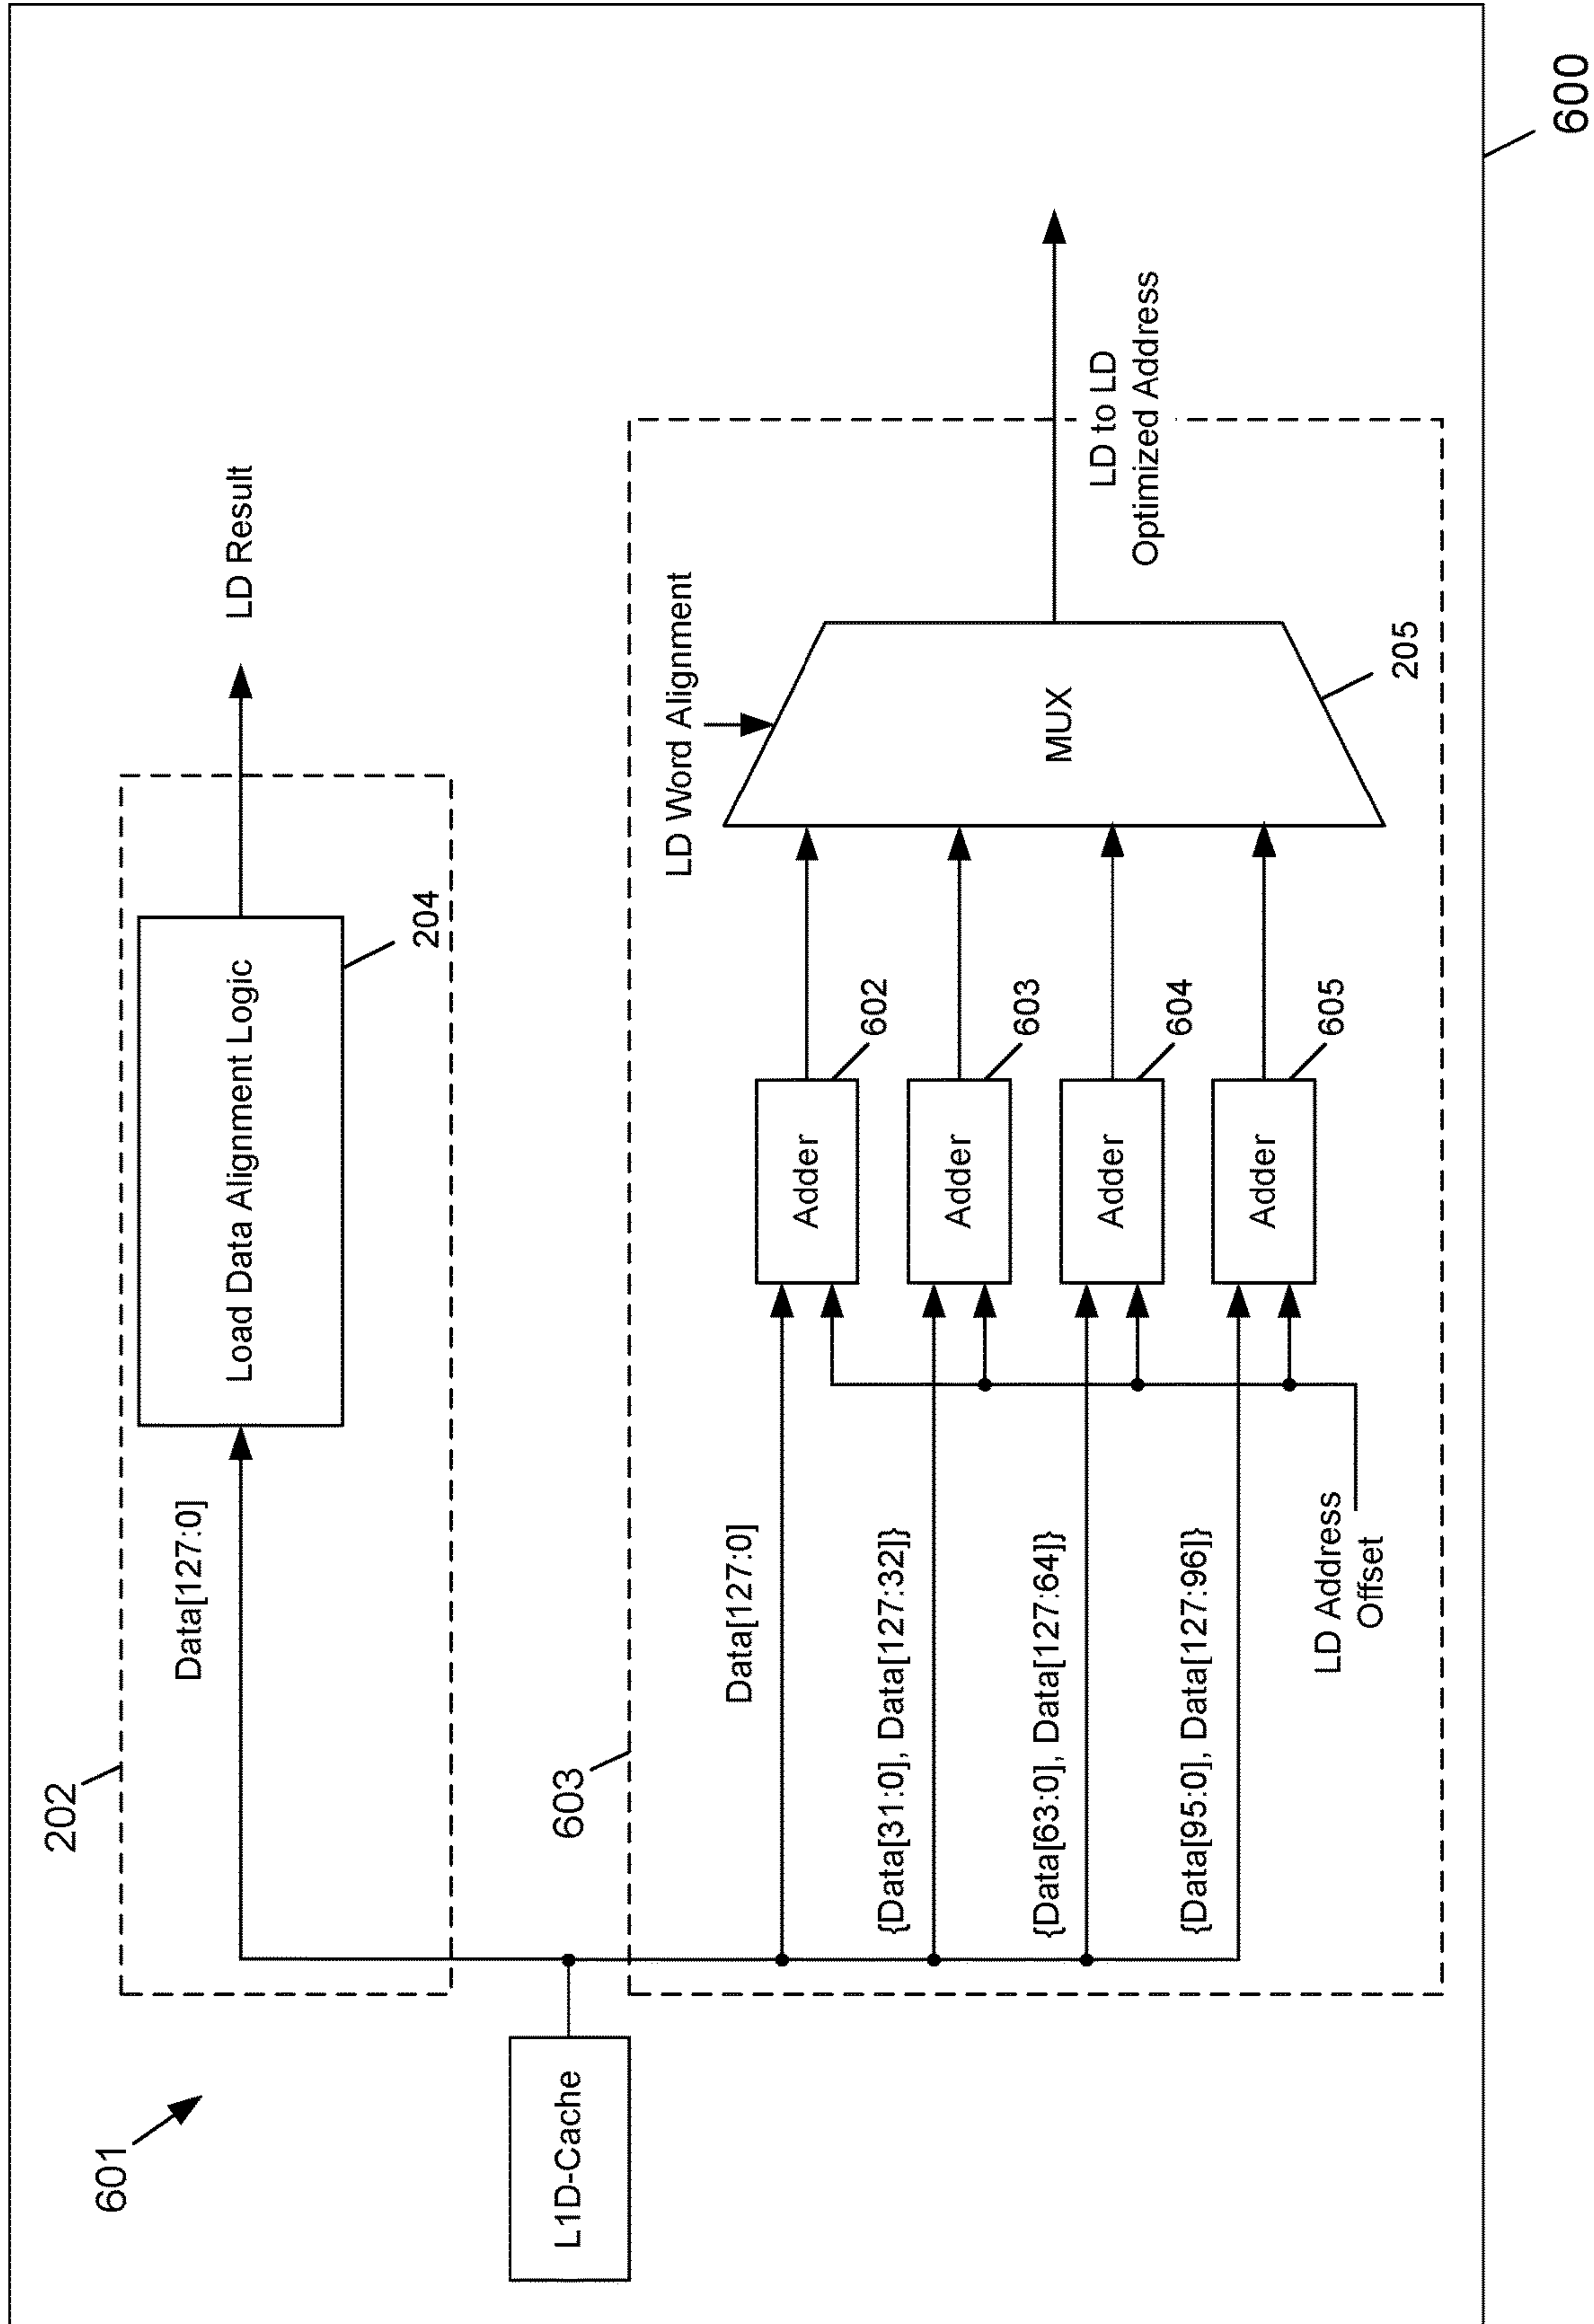 601
202
Data[127:0]
Load Data Alignment Logic
204
LD Result
L1D-Cache
603
Data[127:0]
{Data[31:0], Data[127:32]}
{Data[63:0], Data[127:64]}
{Data[95:0], Data[127:96]}
LD Address
Offset
Adder
602
Adder
603
Adder
604
Adder
605
LD Word Alignment
MUX
205
LD to LD
Optimized Address
600